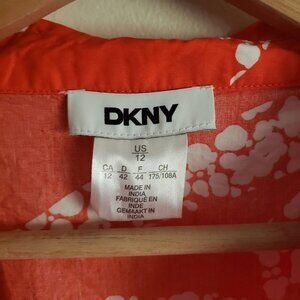 DKNY
US
12
CA D F CH
12 42 44 175/108A
MADE IN
INDIA
FABRIQUÉ EN
INDE
GEMAAKT IN
INDIA